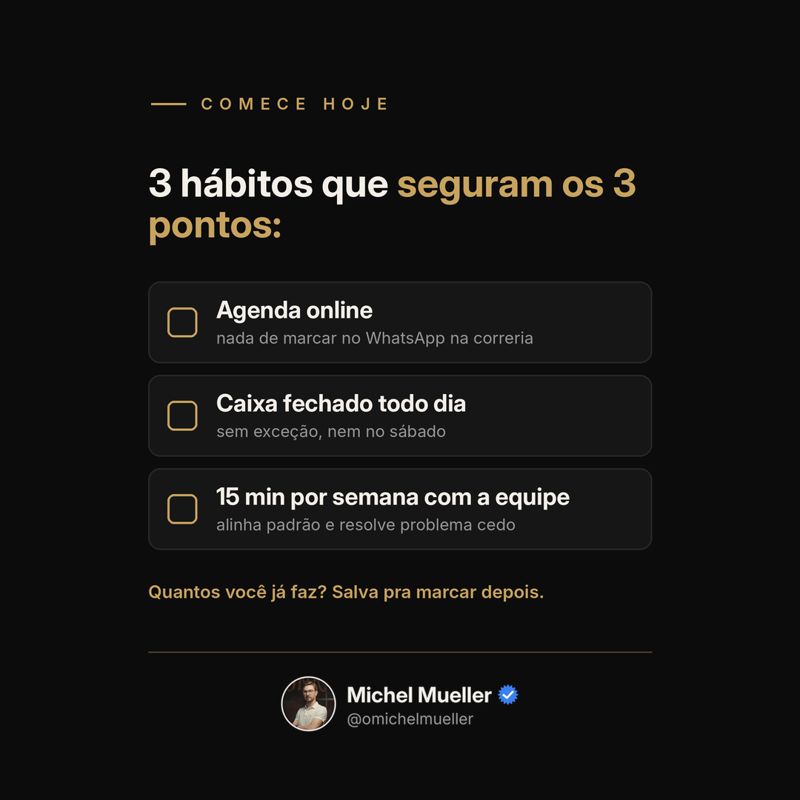 COMECE HOJE
3 hábitos que seguram os 3
pontos:
Agenda online
nada de marcar no WhatsApp na correria
Caixa fechado todo dia
sem exceção, nem no sábado
15 min por semana com a equipe
alinha padrão e resolve problema cedo
Quantos você já faz? Salva pra marcar depois.
Michel Mueller
@omichelmueller